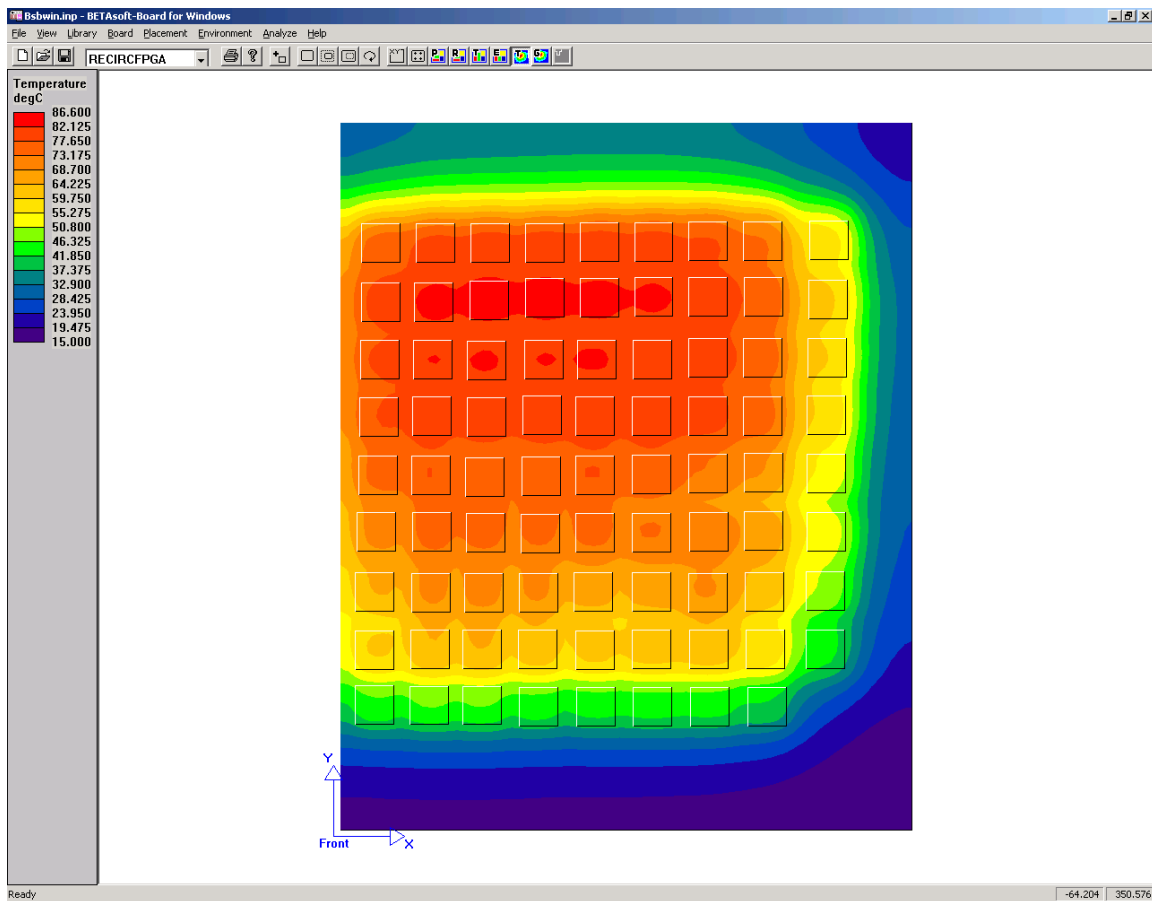 Bsbwin.inp - BETAsoft-Board for Windows
File View Library Board Placement Environment Analyze Help
RECIRCFPGA
Temperature
degC
86.600
82.125
77.650
73.175
68.700
64.225
59.750
55.275
50.800
46.325
41.850
37.375
32.900
28.425
23.950
19.475
15.000
Y
Front
X
Ready
-64.204 350.576